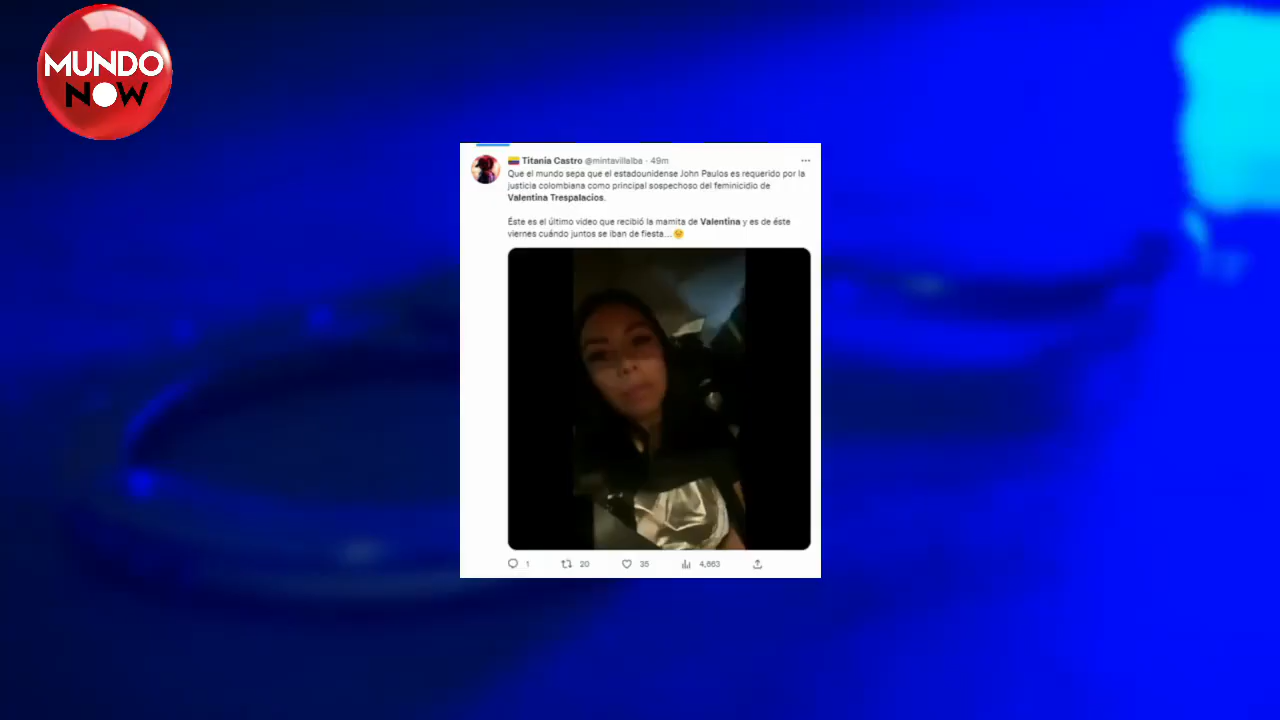 MUNDO
NOW
Titania Castro @mintavillalba · 49m
Que el mundo sepa que el estadounidense John Paulos es requerido por la
justicia colombiana como principal sospechoso del feminicidio de
Valentina Trespalacios.
Éste es el último video que recibió la mamita de Valentina y es de éste
viernes cuándo juntos se iban de fiesta....
1
20
35
4,863